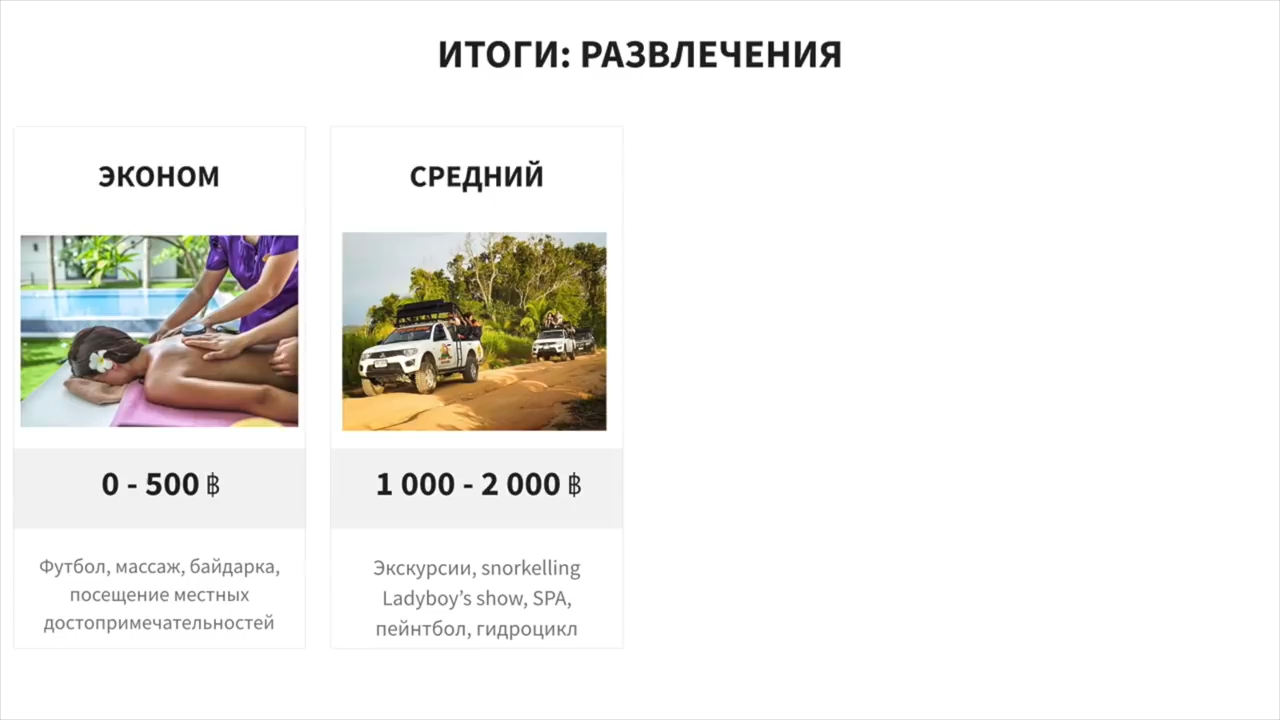 ИТОГИ: РАЗВЛЕЧЕНИЯ
ЭКОНОМ
0 - 500 ฿
Футбол, массаж, байдарка,
посещение местных
достопримечательностей
СРЕДНИЙ
1 000 - 2 000 ฿
Экскурсии, snorkelling
Ladyboy’s show, SPA,
пейнтбол, гидроцикл